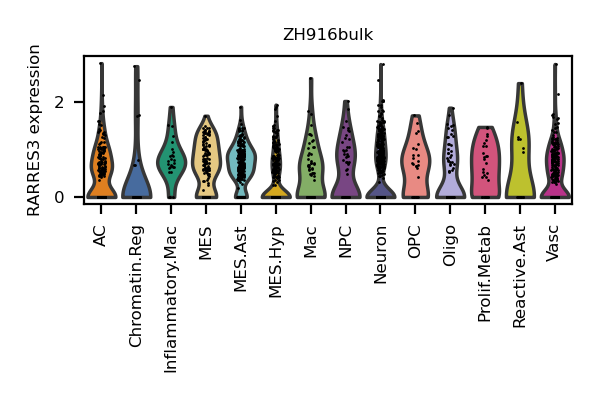 ZH916bulk
RARRES3 expression
2
0
AC
Chromatin.Reg
Inflammatory.Mac
MES
MES.Ast
MES.Hyp
Mac
NPC
Neuron
OPC
Oligo
Prolif.Metab
Reactive.Ast
Vasc